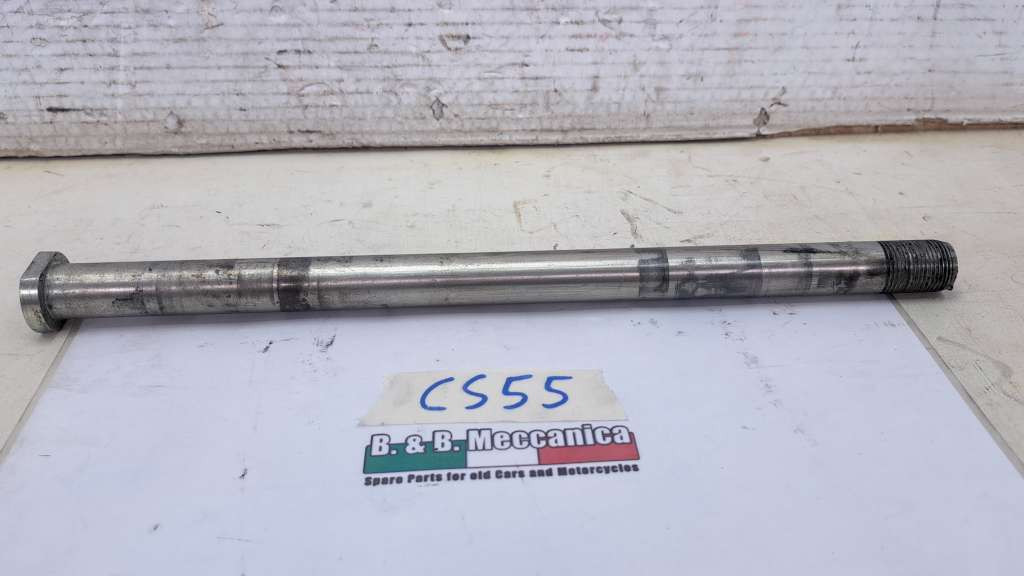 CS55
B. & B. Meccanica
Spare Parts for old Cars and Motorcycles